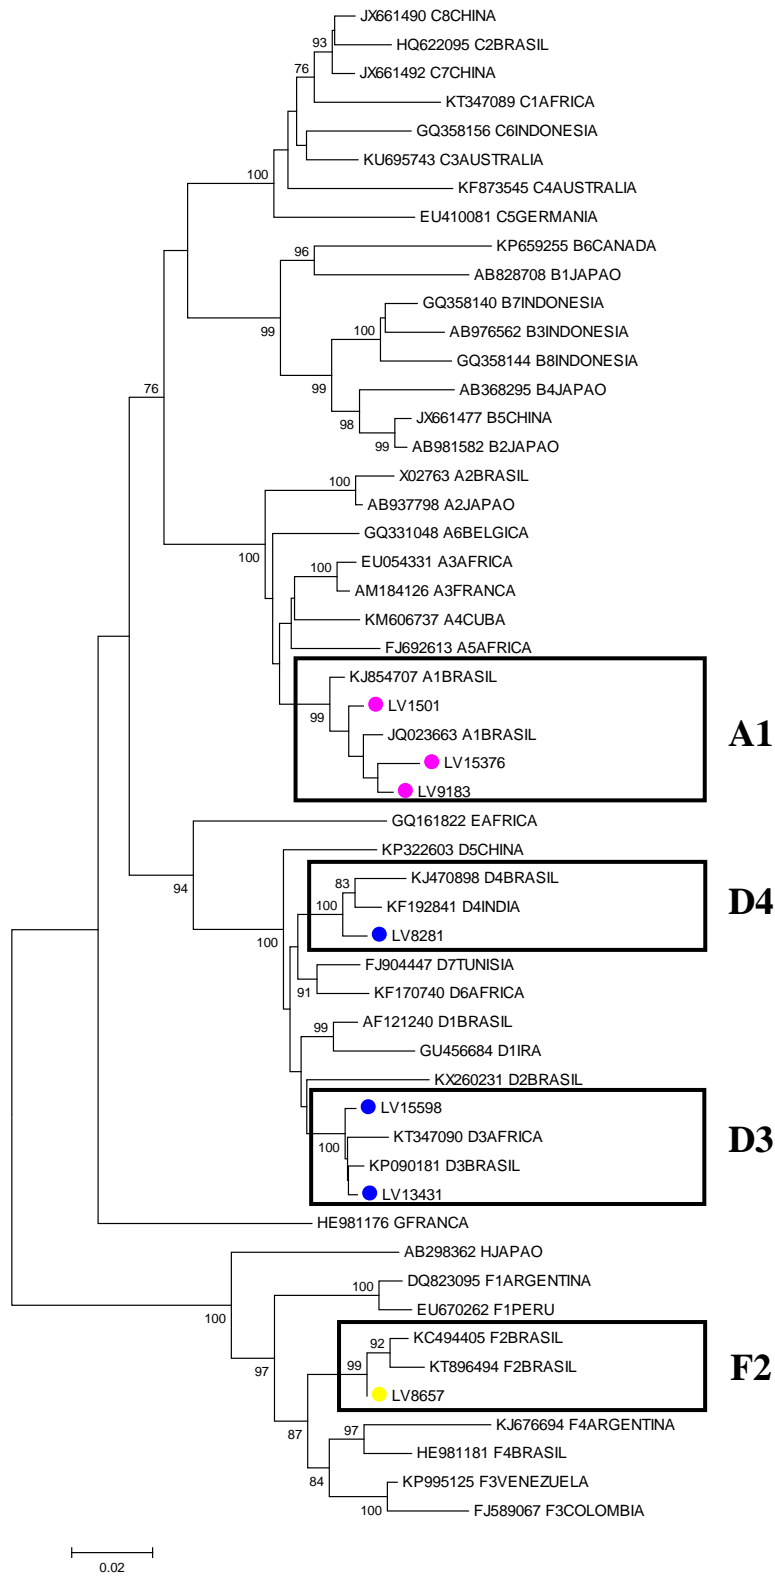 JX661490 C8CHINA
93
HQ622095 C2BRASIL
76
JX661492 C7CHINA
KT347089 C1AFRICA
GQ358156 C6INDONESIA
KU695743 C3AUSTRALIA
100
KF873545 C4AUSTRALIA
EU410081 C5GERMANIA
KP659255 B6CANADA
96
AB828708 B1JAPAO
GQ358140 B7INDONESIA
99
100
AB976562 B3INDONESIA
GQ358144 B8INDONESIA
99
76
AB368295 B4JAPAO
98
JX661477 B5CHINA
99
AB981582 B2JAPAO
X02763 A2BRASIL
100
AB937798 A2JAPAO
GQ331048 A6BELGICA
100
EU054331 A3AFRICA
100
AM184126 A3FRANCA
KM606737 A4CUBA
FJ692613 A5AFRICA
KJ854707 A1BRASIL
LV1501
99
JQ023663 A1BRASIL
A1
LV15376
LV9183
GQ161822 EAFRICA
KP322603 D5CHINA
94
KJ470898 D4BRASIL
83
D4
100
KF192841 D4INDIA
LV8281
100
FJ904447 D7TUNISIA
91
KF170740 D6AFRICA
AF121240 D1BRASIL
99
GU456684 D1IRA
KX260231 D2BRASIL
LV15598
KT347090 D3AFRICA
D3
100
KP090181 D3BRASIL
LV13431
HE981176 GFRANCA
AB298362 HJAPAO
DQ823095 F1ARGENTINA
100
EU670262 F1PERU
100
KC494405 F2BRASIL
92
99
KT896494 F2BRASIL
F2
97
LV8657
KJ676694 F4ARGENTINA
97
87
HE981181 F4BRASIL
84
KP995125 F3VENEZUELA
100
FJ589067 F3COLOMBIA
0.02